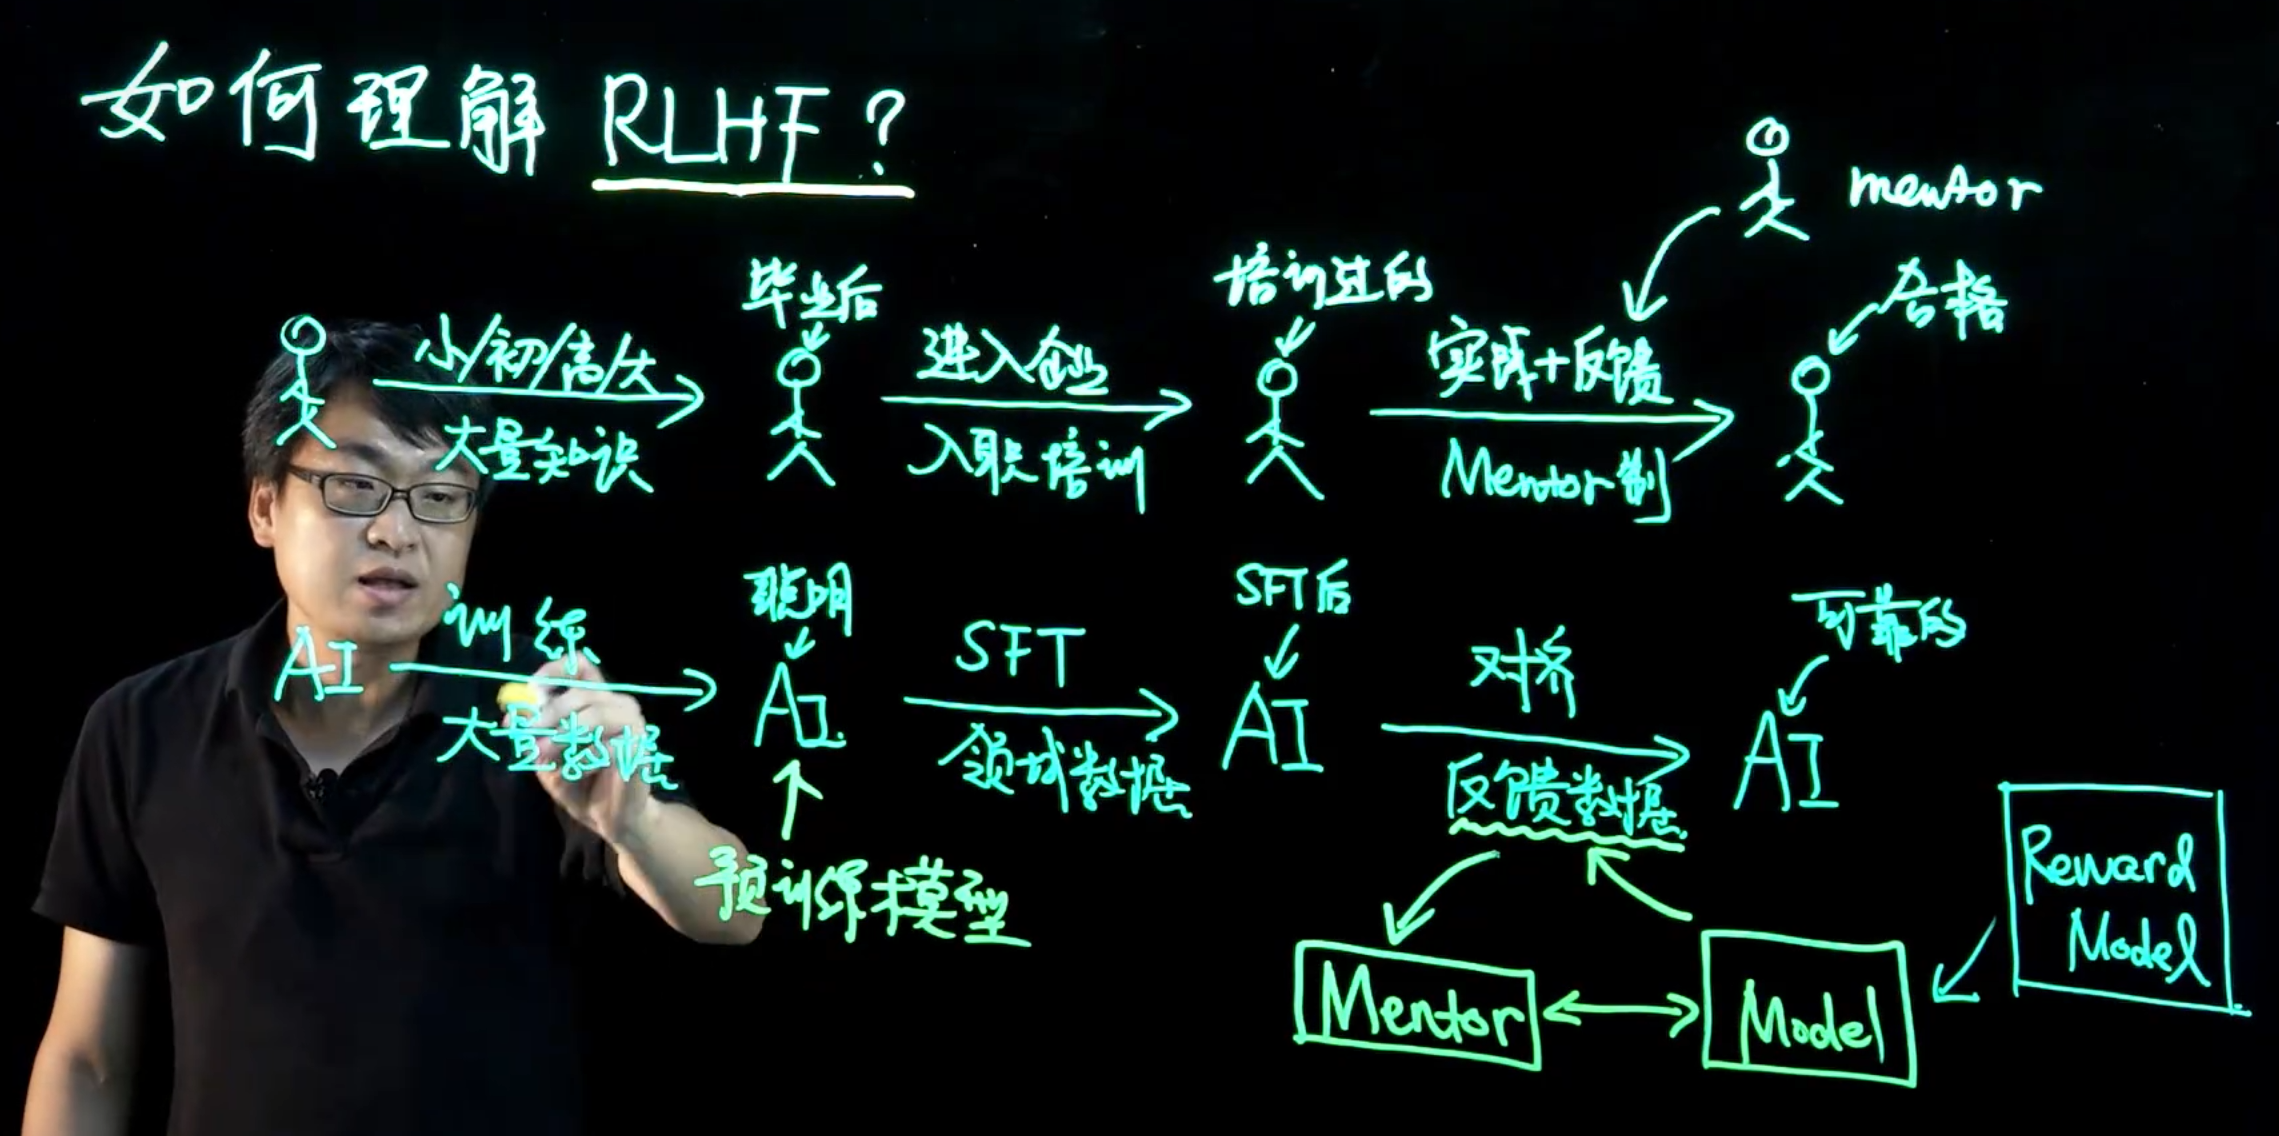 如何理解 RLHF?
mentor
毕业后
培训过的
合格
小/初/高/大
进入企业
实践+反馈
大量知识
入职培训
Mentor制
聪明
SFT后
可靠的
训练
SFT
对齐
AI
AI
AI
AI
大量数据
领域数据
反馈数据
预训练模型
Reward
Model
Mentor
Model